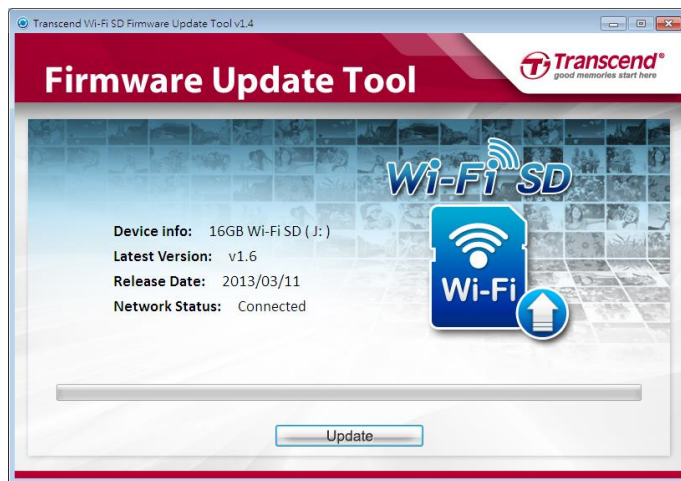 Transcend Wi-Fi SD Firmware Update Tool v1.4
Firmware Update Tool
Transcend®
good memories start here
Wi-Fi SD
Device info: 16GB Wi-Fi SD ( J: )
Latest Version: v1.6
Release Date: 2013/03/11
Network Status: Connected
Wi-Fi
Update